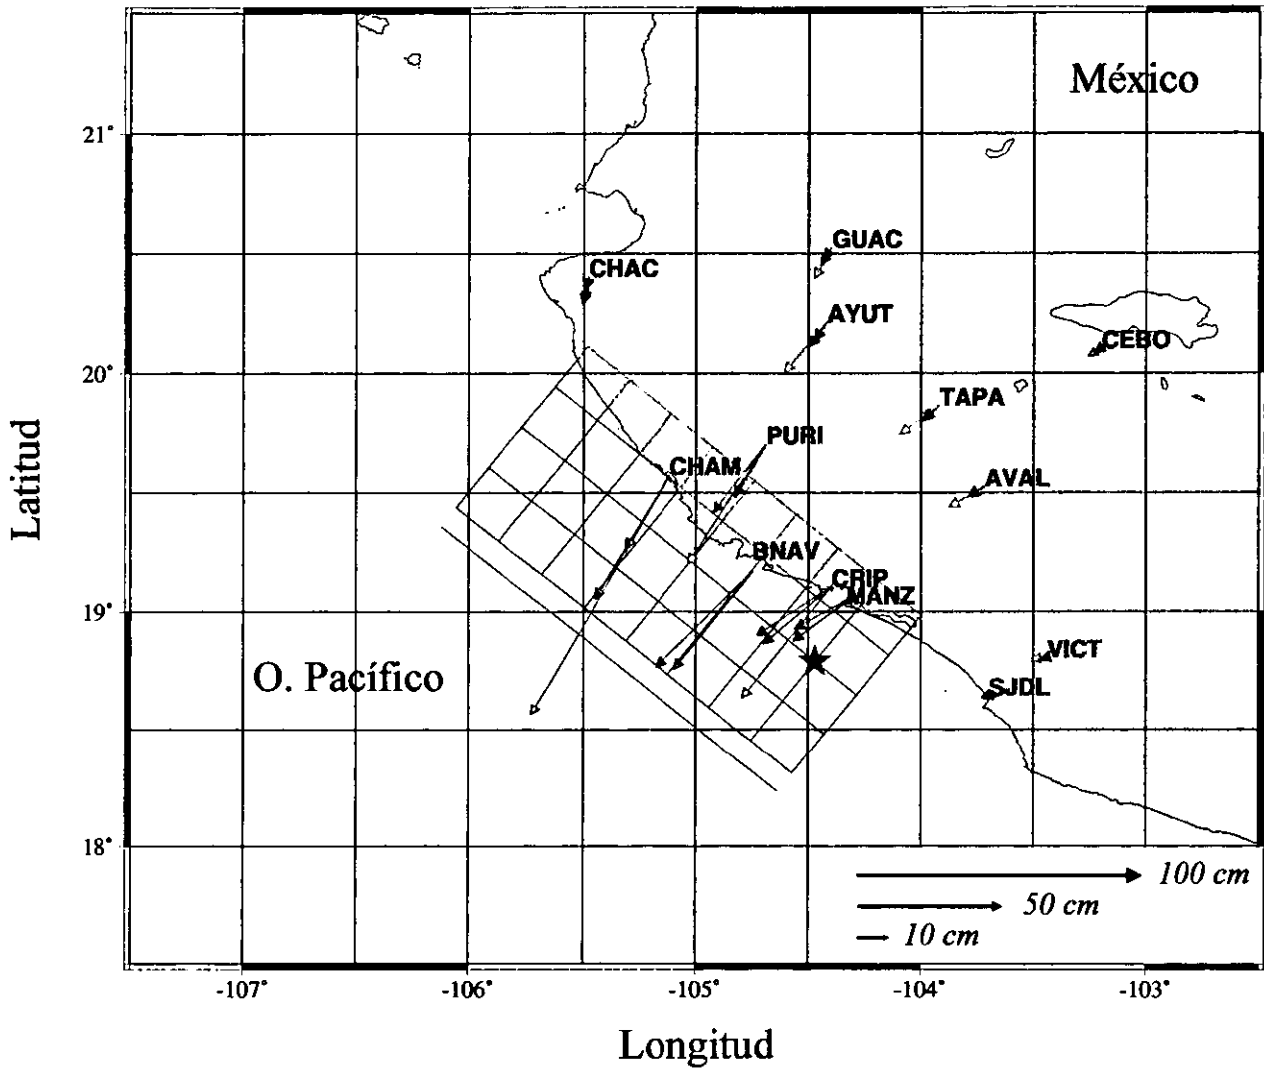 México
21°
GUAC
CHAC
AYUT
CEBO
20°
TAPA
PURI
CHAM
AVAL
Latitud
BNAV
CRIP
MANZ
19°
VICT
O. Pacífico
SJDL
18°
100 cm
50 cm
10 cm
-107°
-106°
-105°
-104°
-103°
Longitud